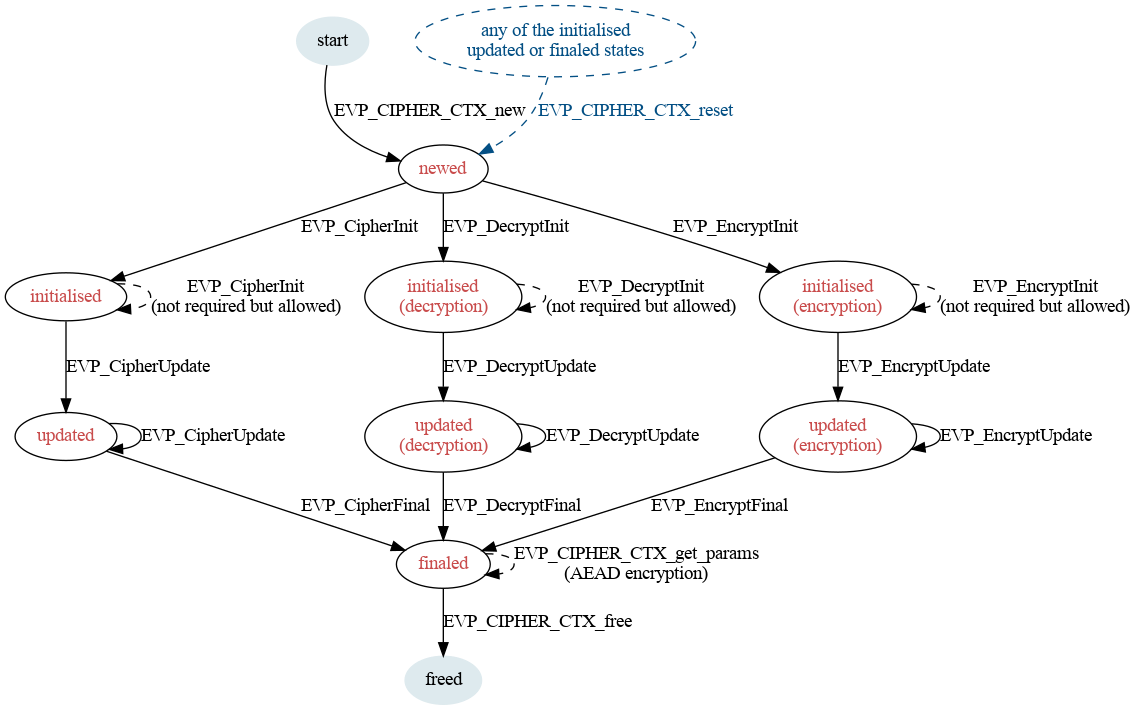 start
any of the initialised
updated or finaled states
EVP_CIPHER_CTX_new
EVP_CIPHER_CTX_reset
newed
EVP_CipherInit
EVP_DecryptInit
EVP_EncryptInit
initialised
EVP_CipherInit
(not required but allowed)
initialised
(decryption)
EVP_DecryptInit
(not required but allowed)
initialised
(encryption)
EVP_EncryptInit
(not required but allowed)
EVP_CipherUpdate
EVP_DecryptUpdate
EVP_EncryptUpdate
updated
EVP_CipherUpdate
updated
(decryption)
EVP_DecryptUpdate
updated
(encryption)
EVP_EncryptUpdate
EVP_CipherFinal
EVP_DecryptFinal
EVP_EncryptFinal
finaled
EVP_CIPHER_CTX_get_params
(AEAD encryption)
EVP_CIPHER_CTX_free
freed